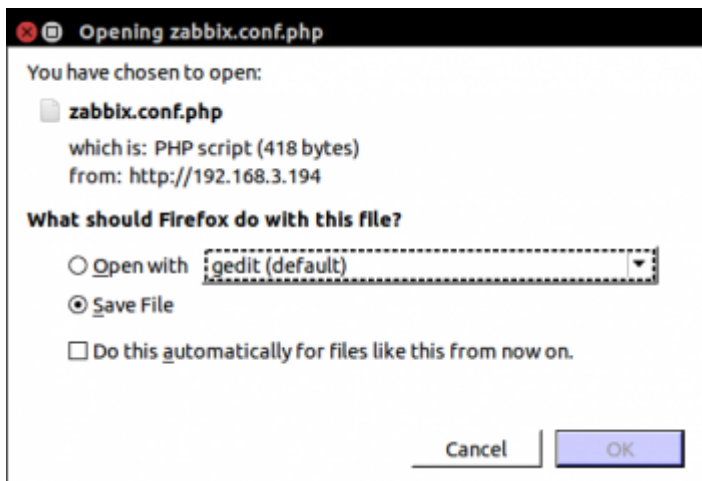 Opening zabbix.conf.php
You have chosen to open:
zabbix.conf.php
which is: PHP script (418 bytes)
from: http://192.168.3.194
What should Firefox do with this file?
Open with gedit (default)
Save File
Do this automatically for files like this from now on.
Cancel OK